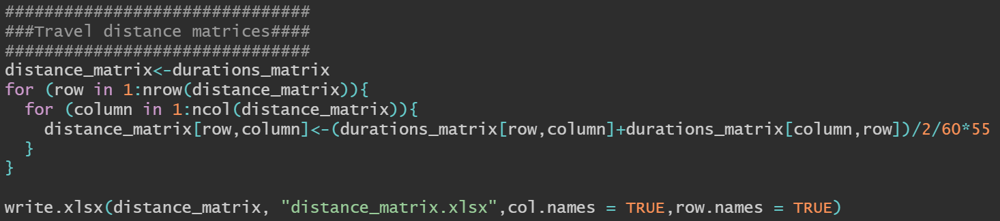 ###############################
###Travel distance matrices####
###############################
distance_matrix<-durations_matrix
for (row in 1:nrow(distance_matrix)){
  for (column in 1:ncol(distance_matrix)){
    distance_matrix[row,column]<-(durations_matrix[row,column]+durations_matrix[column,row])/2/60*55
  }
}
write.xlsx(distance_matrix, "distance_matrix.xlsx",col.names = TRUE,row.names = TRUE)